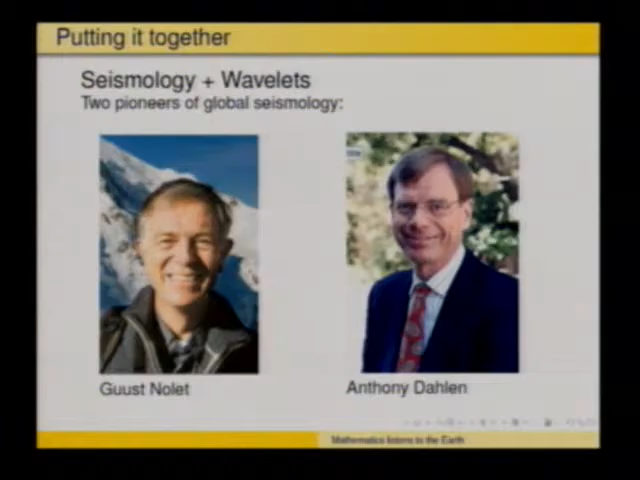 Putting it together
Seismology + Wavelets
Two pioneers of global seismology:
Guust Nolet
Anthony Dahlen
Mathematics listens to the Earth